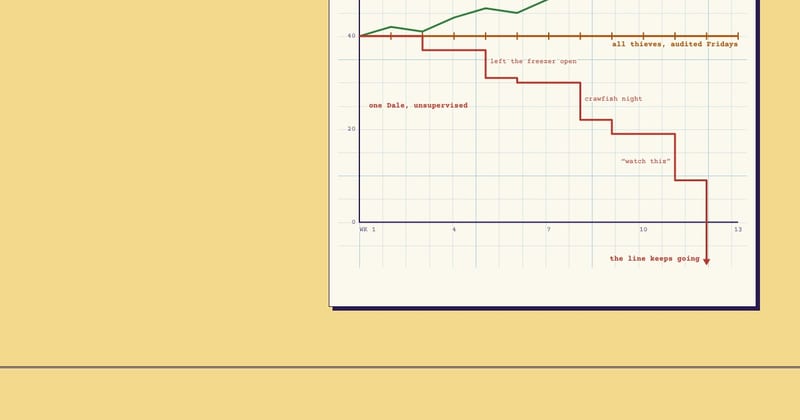 40
all thieves, audited Fridays
left the freezer open
crawfish night
one Dale, unsupervised
20
"watch this"
0
WK 1 4 7 10 13
the line keeps going